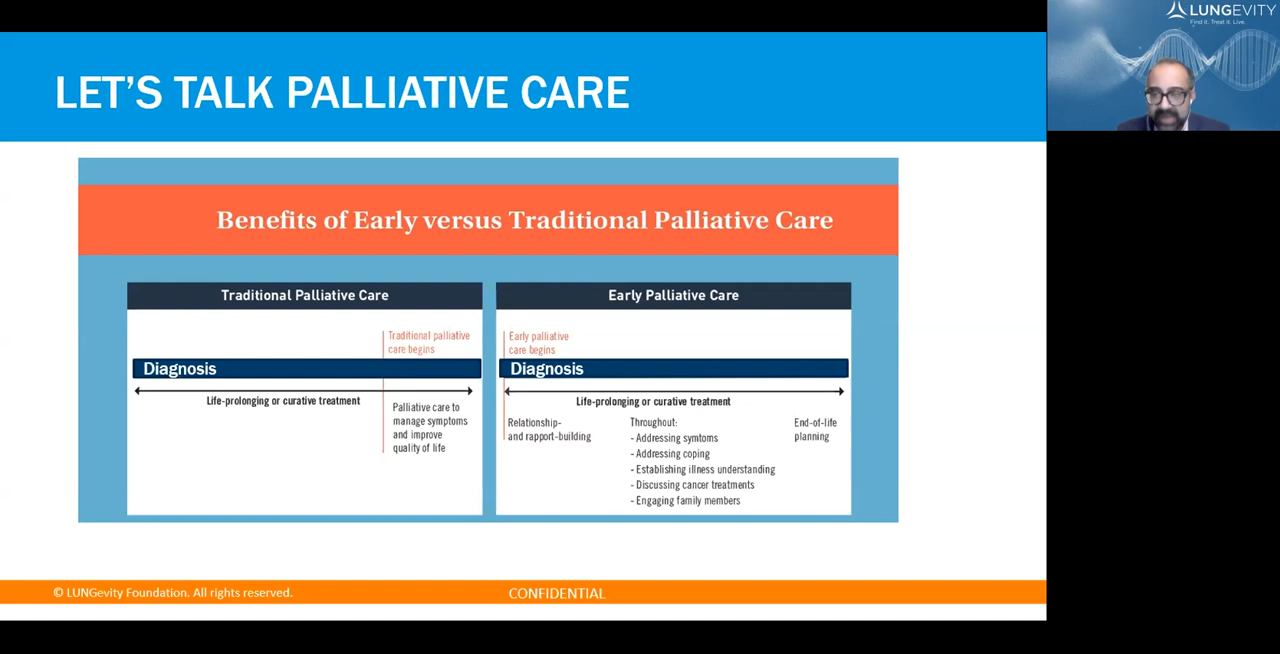 LUNGEVITY
Find it. Treat it. Live.
LET'S TALK PALLIATIVE CARE
Benefits of Early versus Traditional Palliative Care
Traditional Palliative Care
Traditional palliative
care begins
Diagnosis
Life-prolonging or curative treatment
Palliative care to
manage symptoms
and improve
quality of life
Early Palliative Care
Early palliative
care begins
Diagnosis
Life-prolonging or curative treatment
Relationship-
and rapport-building
Throughout:
- Addressing symtoms
- Addressing coping
- Establishing illness understanding
- Discussing cancer treatments
- Engaging family members
End-of-life
planning
© LUNGevity Foundation. All rights reserved.
CONFIDENTIAL